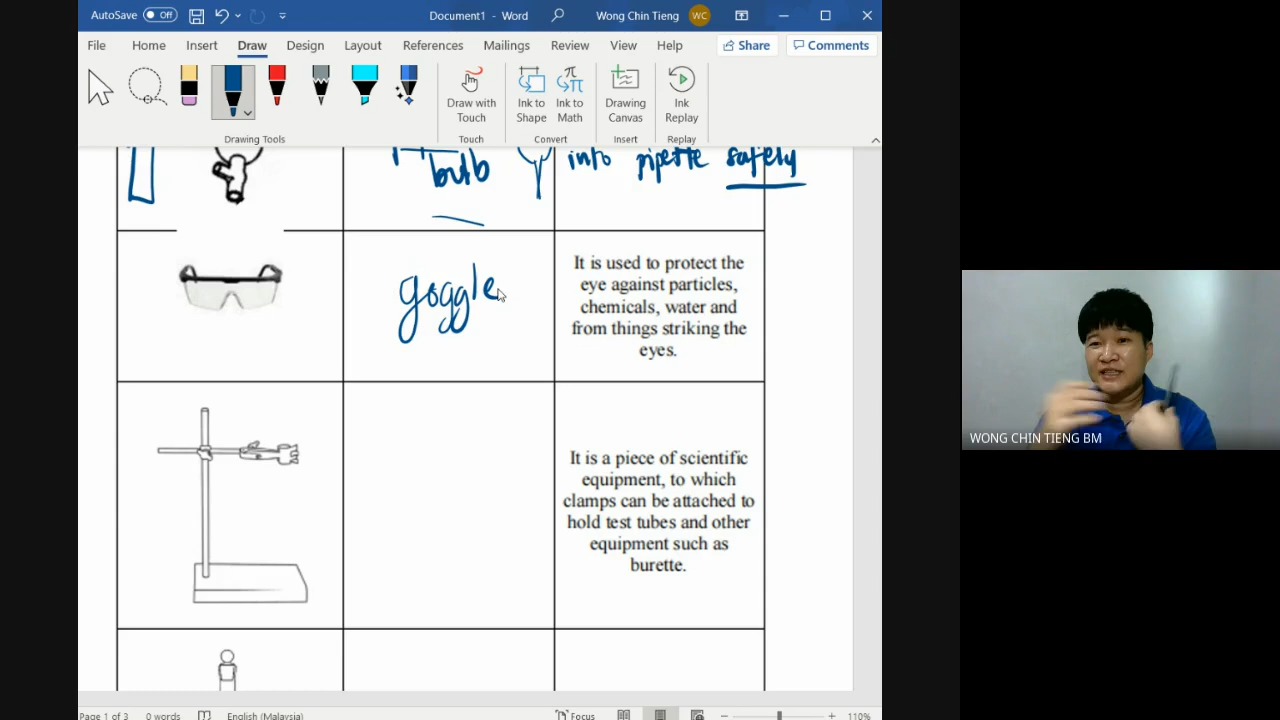 AutoSave Off Document1 - Word Wong Chin Tieng WC
File Home Insert Draw Design Layout References Mailings Review View Help Share Comments
Draw with Touch
Ink to Shape
Ink to Math
Drawing Canvas
Ink Replay
Drawing Tools Touch Convert Insert Replay
bulb
into pipette safely
goggle
It is used to protect the
eye against particles,
chemicals, water and
from things striking the
eyes.
It is a piece of scientific
equipment, to which
clamps can be attached to
hold test tubes and other
equipment such as
burette.
WONG CHIN TIENG BM
Page 1 of 3 0 words English (Malaysia) Focus 110%